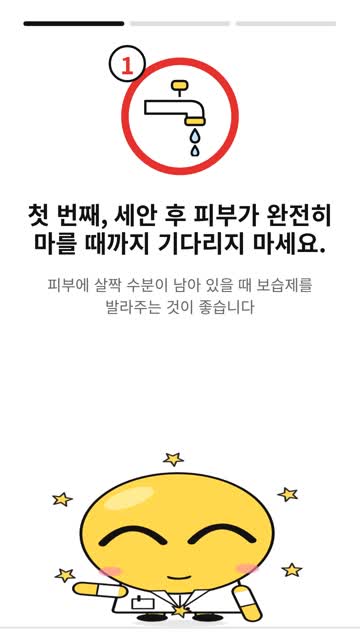 1
첫 번째, 세안 후 피부가 완전히
마를 때까지 기다리지 마세요.
피부에 살짝 수분이 남아 있을 때 보습제를
발라주는 것이 좋습니다